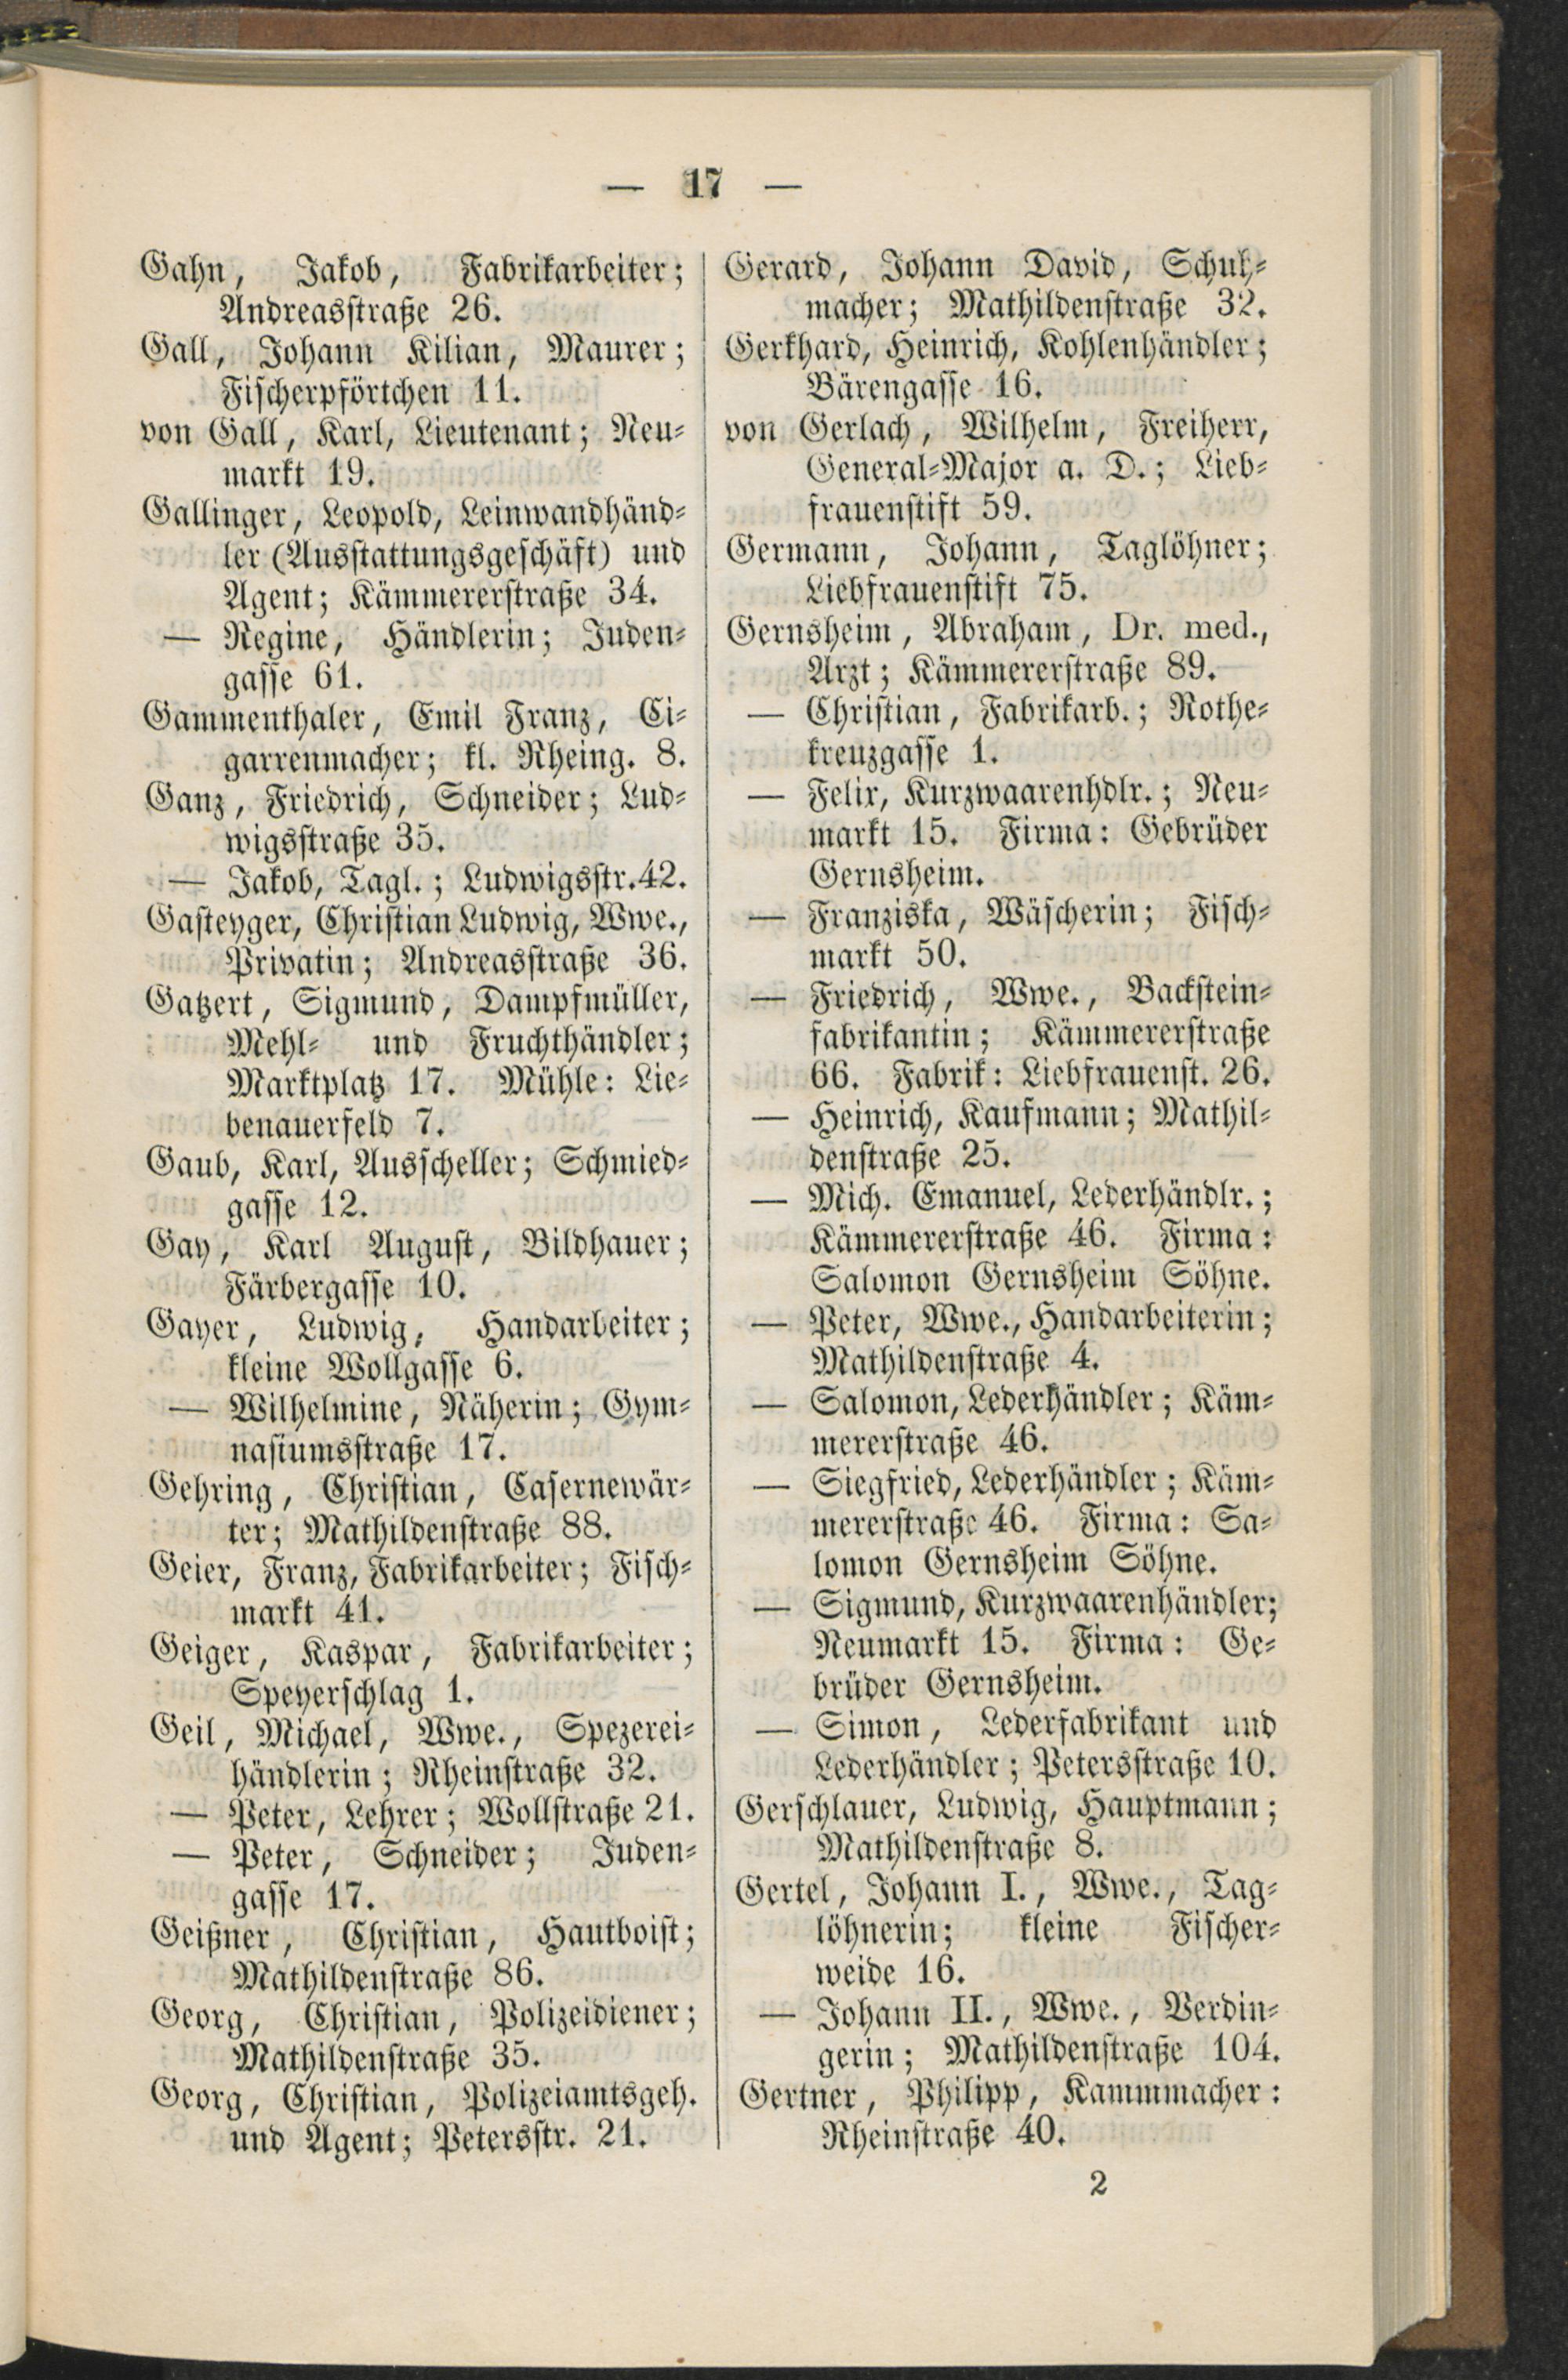 — 17 —
Gahn, Jakob, Fabrikarbeiter;
Andreasstraße 26.
Gall, Johann Kilian, Maurer;
Fischerpförtchen 11.
von Gall, Karl, Lieutenant; Neu-
markt 19.
Gallinger, Leopold, Leinwandhänd-
ler (Ausstattungsgeschäft) und
Agent; Kämmererstraße 34.
— Regine, Händlerin; Juden-
gasse 61.
Gammenthaler, Emil Franz, Ci-
garrenmacher; kl. Rheing. 8.
Ganz, Friedrich, Schneider; Lud-
wigsstraße 35.
— Jakob, Tagl.; Ludwigsstr. 42.
Gasteyger, Christian Ludwig, Wwe.,
Privatin; Andreasstraße 36.
Gatzert, Sigmund, Dampfmüller,
Mehl- und Fruchthändler;
Marktplatz 17. Mühle: Lie-
benauerfeld 7.
Gaub, Karl, Ausscheller; Schmied-
gasse 12.
Gay, Karl August, Bildhauer;
Färbergasse 10.
Gayer, Ludwig, Handarbeiter;
kleine Wollgasse 6.
— Wilhelmine, Näherin; Gym-
nasiumsstraße 17.
Gehring, Christian, Casernewär-
ter; Mathildenstraße 88.
Geier, Franz, Fabrikarbeiter; Fisch-
markt 41.
Geiger, Kaspar, Fabrikarbeiter;
Speyerschlag 1.
Geil, Michael, Wwe., Spezerei-
händlerin; Rheinstraße 32.
— Peter, Lehrer; Wollstraße 21.
— Peter, Schneider; Juden-
gasse 17.
Geißner, Christian, Hautboist;
Mathildenstraße 86.
Georg, Christian, Polizeidiener;
Mathildenstraße 35.
Georg, Christian, Polizeiamtsgeh.
und Agent; Petersstr. 21.
Gerard, Johann David, Schuh-
macher; Mathildenstraße 32.
Gerkhard, Heinrich, Kohlenhändler;
Bärengasse 16.
von Gerlach, Wilhelm, Freiherr,
General-Major a. D.; Lieb-
frauenstift 59.
Germann, Johann, Taglöhner;
Liebfrauenstift 75.
Gernsheim, Abraham, Dr. med.,
Arzt; Kämmererstraße 89.
— Christian, Fabrikarb.; Rothe-
kreuzgasse 1.
— Felix, Kurzwaarenhdlr.; Neu-
markt 15. Firma: Gebrüder
Gernsheim.
— Franziska, Wäscherin; Fisch-
markt 50.
— Friedrich, Wwe., Backstein-
fabrikantin; Kämmererstraße
66. Fabrik: Liebfrauenst. 26.
— Heinrich, Kaufmann; Mathil-
denstraße 25.
— Mich. Emanuel, Lederhändlr.;
Kämmererstraße 46. Firma:
Salomon Gernsheim Söhne.
— Peter, Wwe., Handarbeiterin;
Mathildenstraße 4.
— Salomon, Lederhändler; Käm-
mererstraße 46.
— Siegfried, Lederhändler; Käm-
mererstraße 46. Firma: Sa-
lomon Gernsheim Söhne.
— Sigmund, Kurzwaarenhändler;
Neumarkt 15. Firma: Ge-
brüder Gernsheim.
— Simon, Lederfabrikant und
Lederhändler; Petersstraße 10.
Gerschlauer, Ludwig, Hauptmann;
Mathildenstraße 8.
Gertel, Johann I., Wwe., Tag-
löhnerin; kleine Fischer-
weide 16.
— Johann II., Wwe., Verdin-
gerin; Mathildenstraße 104.
Gertner, Philipp, Kammmacher:
Rheinstraße 40.
2